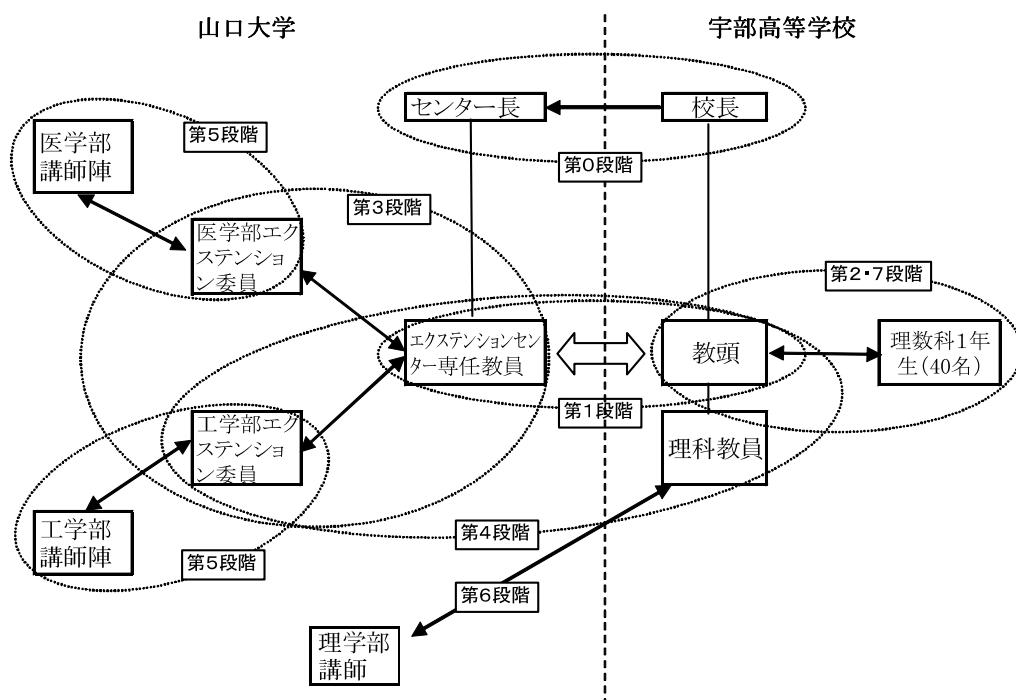 山口大学
宇部高等学校
センター長
校長
第0段階
医学部
講師陣
第5段階
第3段階
医学部エク
ステンショ
ン委員
第2・7段階
エクステンションセン
ター専任教員
教頭
理数科1年
生(40名)
第1段階
工学部エク
ステンショ
ン委員
理科教員
工学部
講師陣
第4段階
第5段階
第6段階
理学部
講師